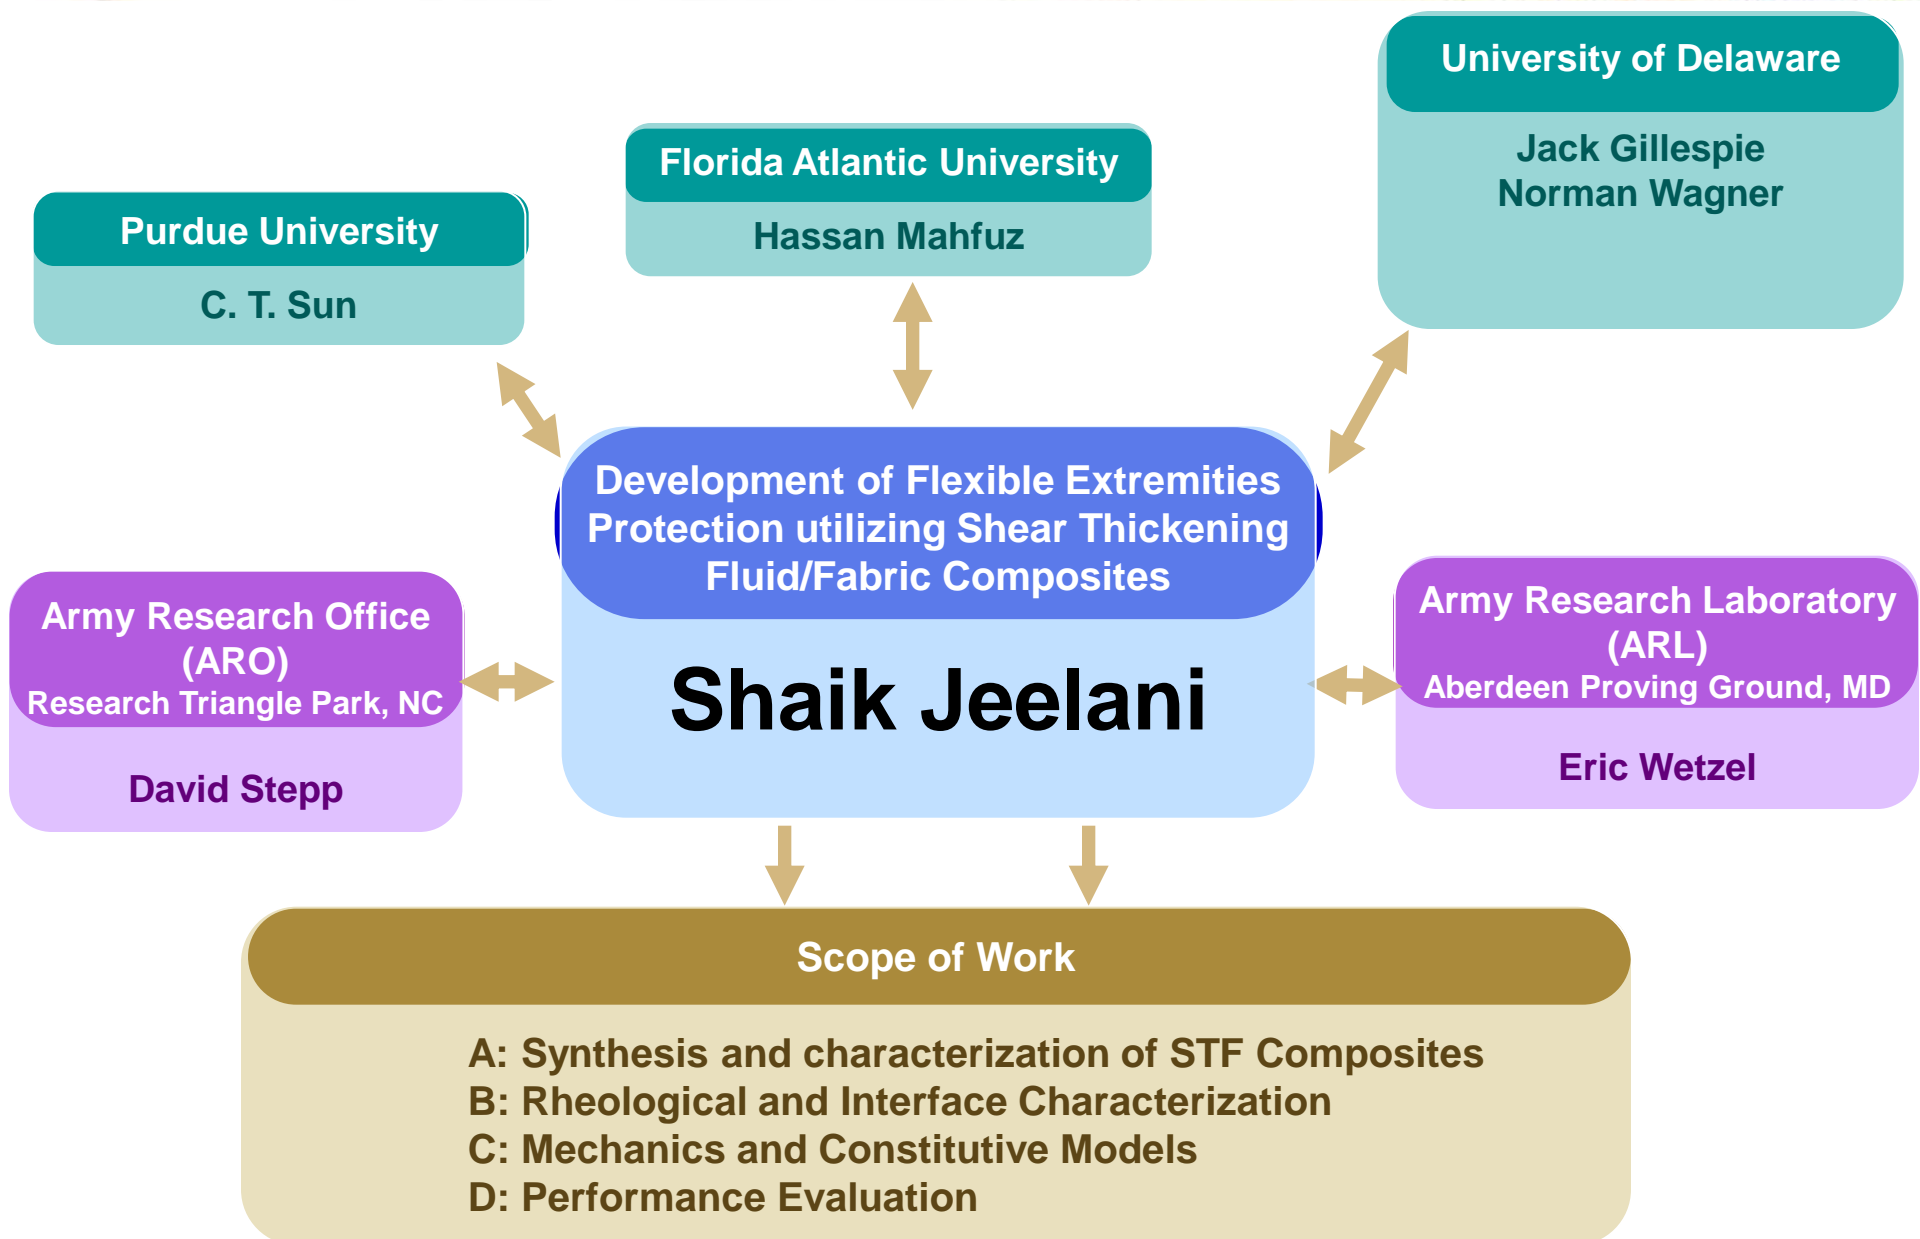 University of Delaware
Jack Gillespie
Norman Wagner
Florida Atlantic University
Hassan Mahfuz
Purdue University
C. T. Sun
Development of Flexible Extremities
Protection utilizing Shear Thickening
Fluid/Fabric Composites
Shaik Jeelani
Army Research Office
(ARO)
Research Triangle Park, NC
David Stepp
Army Research Laboratory
(ARL)
Aberdeen Proving Ground, MD
Eric Wetzel
Scope of Work
A: Synthesis and characterization of STF Composites
B: Rheological and Interface Characterization
C: Mechanics and Constitutive Models
D: Performance Evaluation